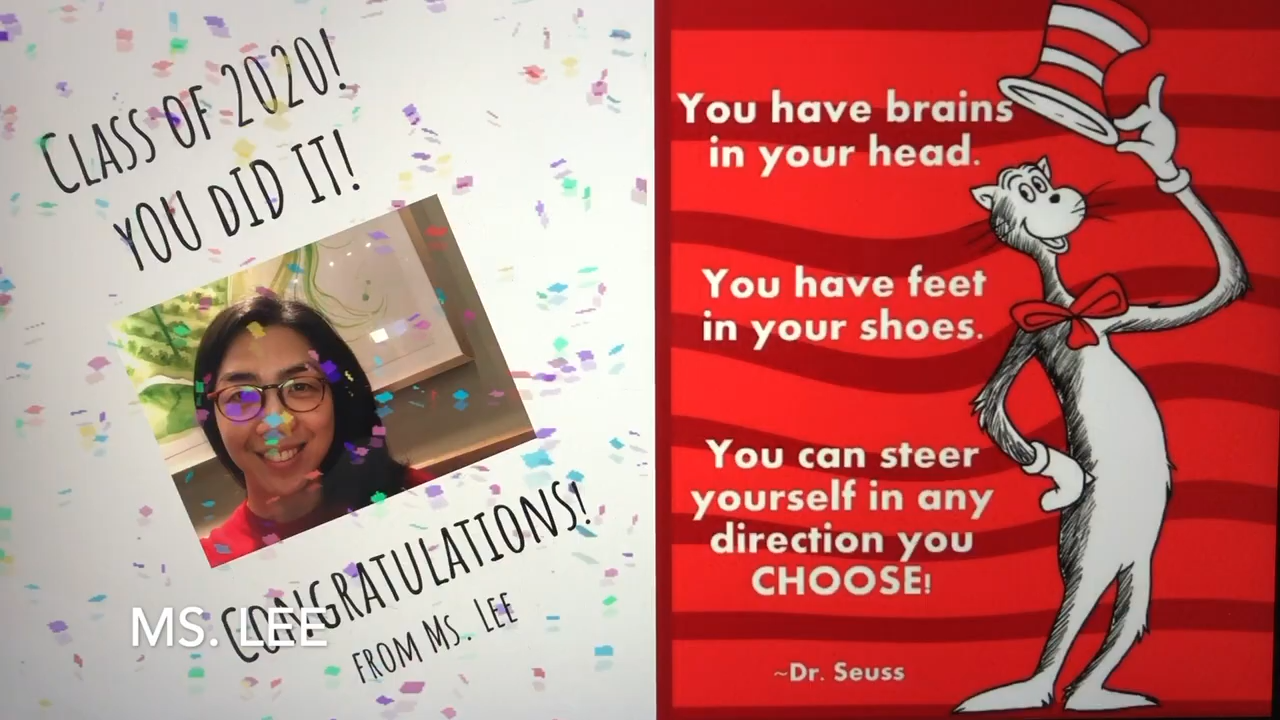 CLASS OF 2020!
YOU DID IT!
CONGRATULATIONS!
FROM MS. LEE
MS. LEE
You have brains
in your head.
You have feet
in your shoes.
You can steer
yourself in any
direction you
CHOOSE!
~Dr. Seuss